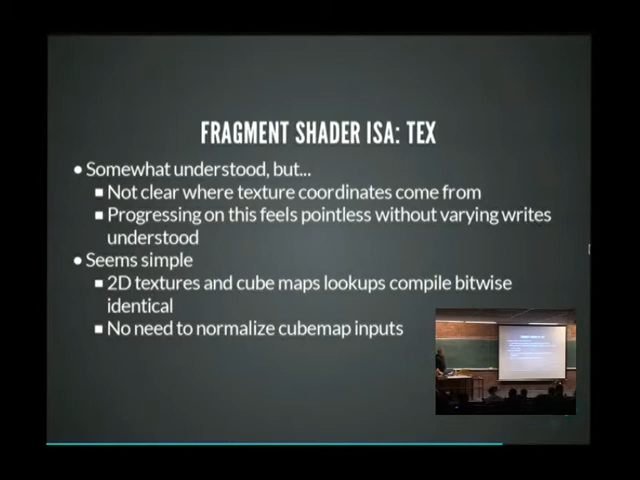 FRAGMENT SHADER ISA: TEX
• Somewhat understood, but...
▪ Not clear where texture coordinates come from
▪ Progressing on this feels pointless without varying writes
understood
• Seems simple
▪ 2D textures and cube maps lookups compile bitwise
identical
▪ No need to normalize cubemap inputs